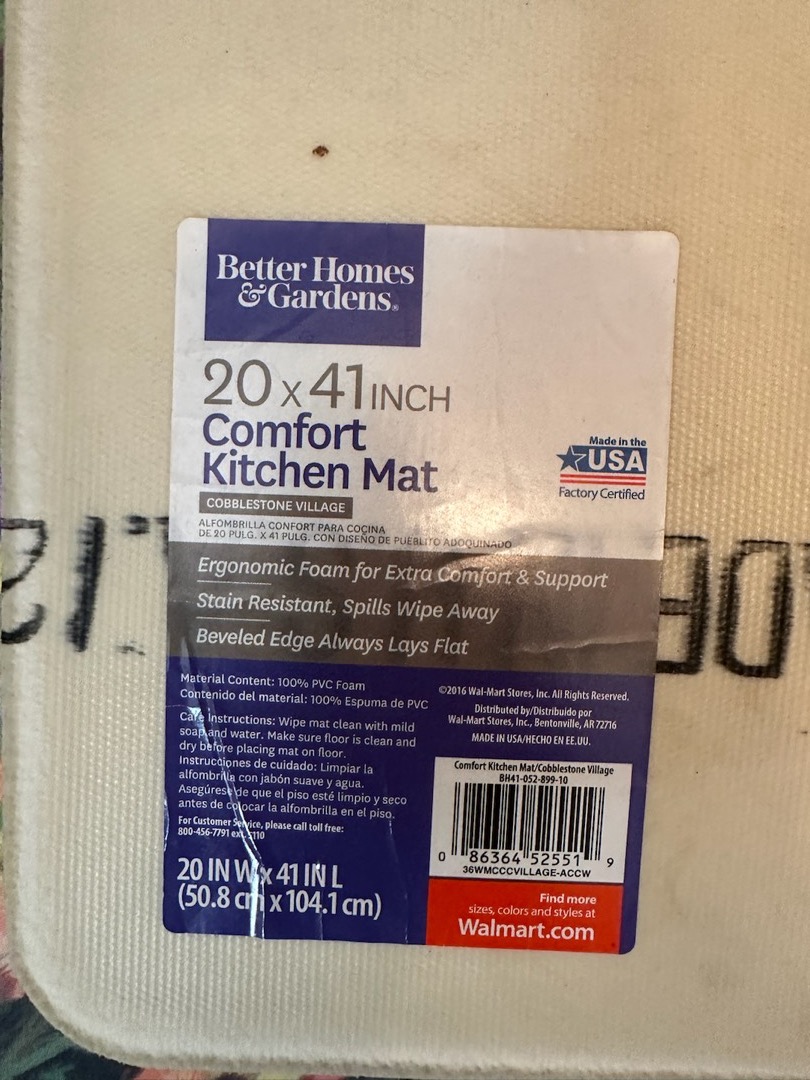 Better Homes
&Gardens®
20 x 41 INCH
Comfort
Kitchen Mat
COBBLESTONE VILLAGE
ALFOMBRILLA CONFORT PARA COCINA
DE 20 PULG. X 41 PULG. CON DISEÑO DE PUEBLITO ADOQUINADO
Made in the
USA
Factory Certified
Ergonomic Foam for Extra Comfort & Support
Stain Resistant, Spills Wipe Away
Beveled Edge Always Lays Flat
Material Content: 100% PVC Foam
Contenido del material: 100% Espuma de PVC
Care Instructions: Wipe mat clean with mild
soap and water. Make sure floor is clean and
dry before placing mat on floor.
Instrucciones de cuidado: Limpiar la
alfombrilla con jabón suave y agua.
Asegúrese de que el piso esté limpio y seco
antes de colocar la alfombrilla en el piso.
For Customer Service, please call toll free:
800-456-7791 ext. 5110
20 IN W x 41 IN L
(50.8 cm x 104.1 cm)
©2016 Wal-Mart Stores, Inc. All Rights Reserved.
Distributed by/Distribuido por
Wal-Mart Stores, Inc., Bentonville, AR 72716
MADE IN USA/HECHO EN EE.UU.
Comfort Kitchen Mat/Cobblestone Village
BH41-052-899-10
0 86364 52551 9
36WMCCCVILLAGE-ACCW
Find more
sizes, colors and styles at
Walmart.com